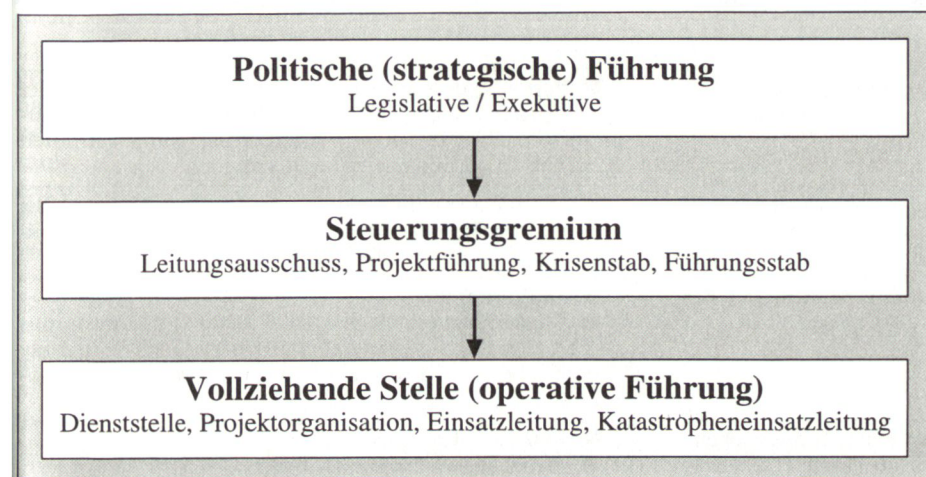 Politische (strategische) Führung
Legislative / Exekutive
Steuerungsgremium
Leitungsausschuss, Projektführung, Krisenstab, Führungsstab
Vollziehende Stelle (operative Führung)
Dienststelle, Projektorganisation, Einsatzleitung, Katastropheneinsatzleitung